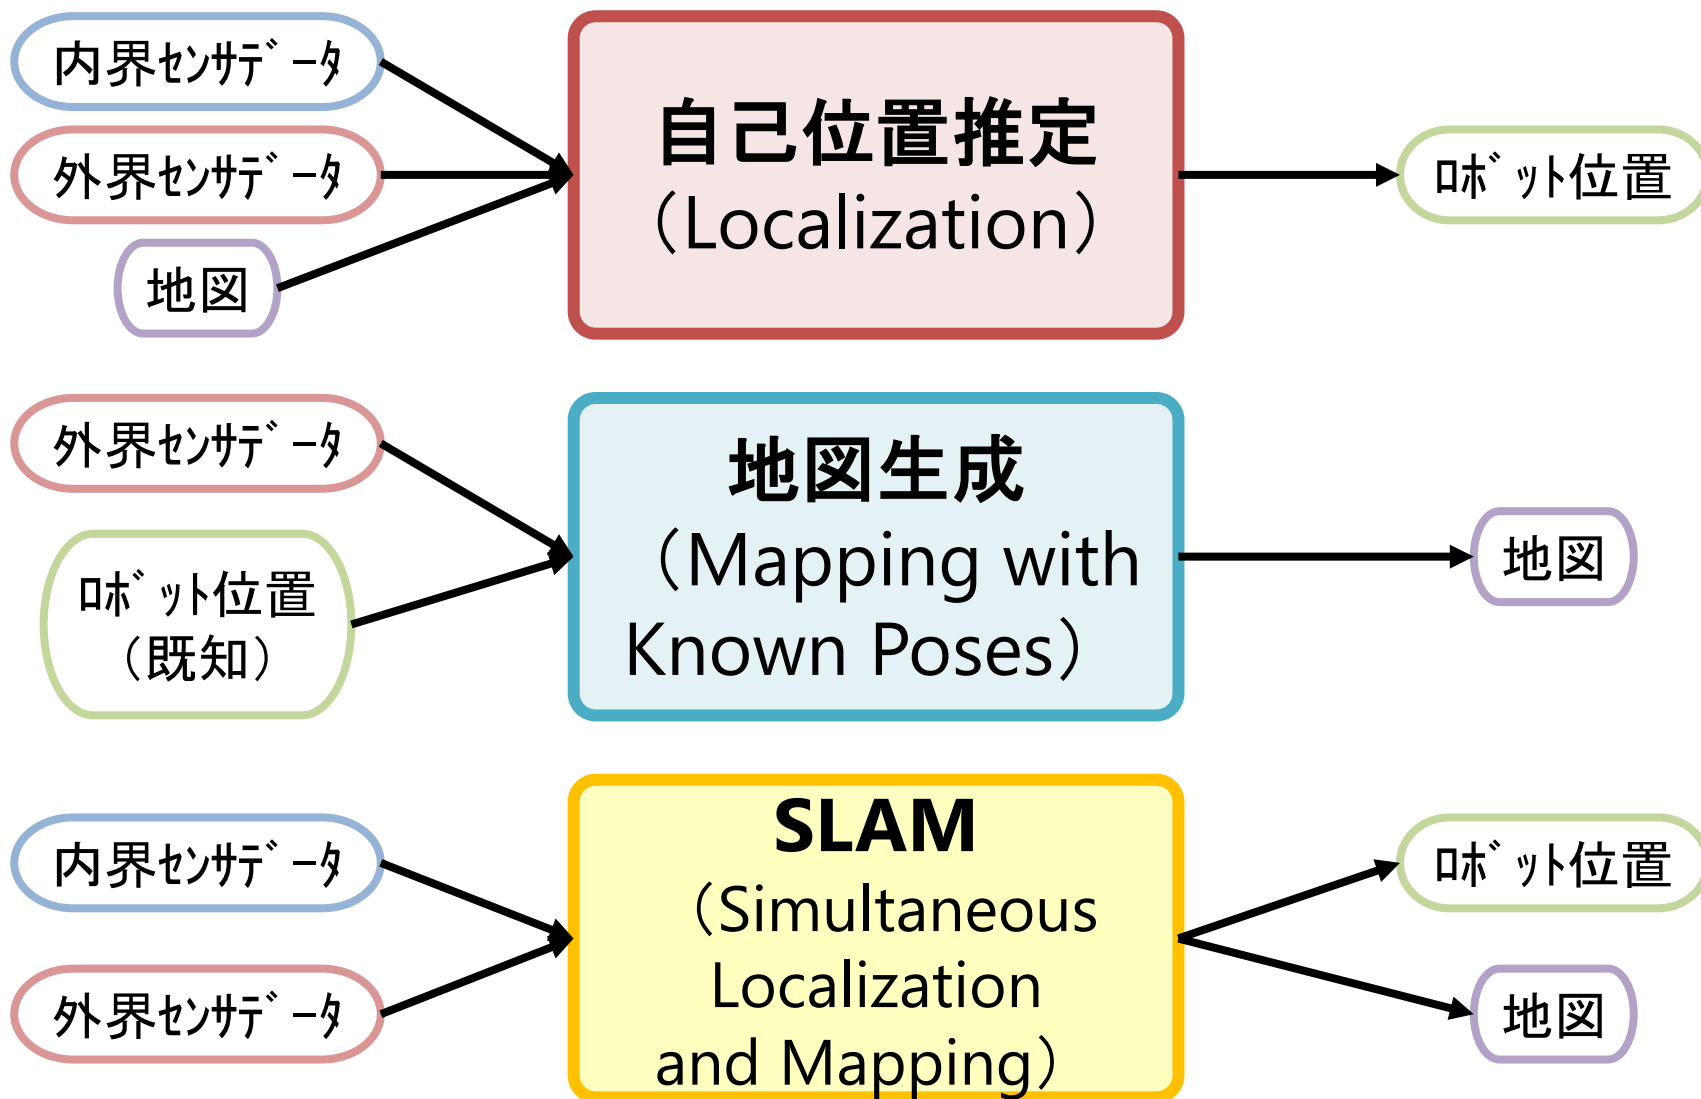 内界ｾﾝｻﾃﾞｰﾀ
外界ｾﾝｻﾃﾞｰﾀ
地図
自己位置推定
（Localization）
ﾛﾎﾞｯﾄ位置
外界ｾﾝｻﾃﾞｰﾀ
ﾛﾎﾞｯﾄ位置
（既知）
地図生成
（Mapping with
Known Poses）
地図
内界ｾﾝｻﾃﾞｰﾀ
外界ｾﾝｻﾃﾞｰﾀ
SLAM
（Simultaneous
Localization
and Mapping）
ﾛﾎﾞｯﾄ位置
地図